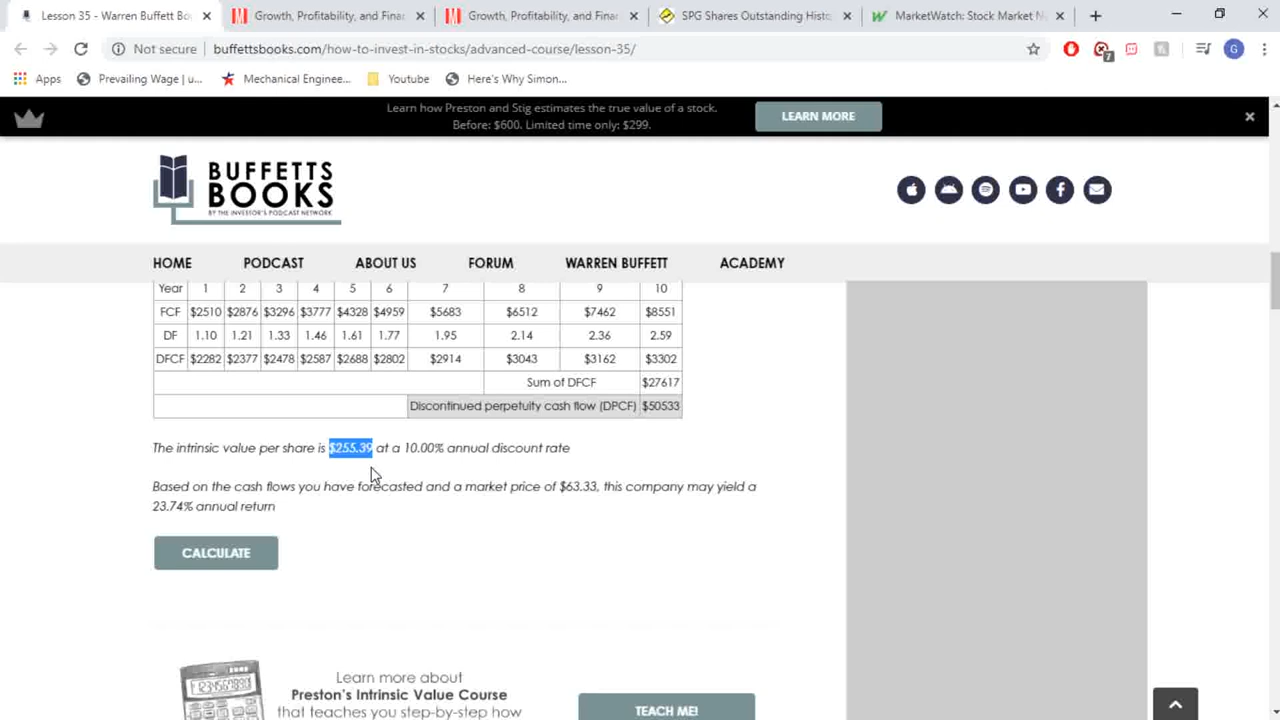 Lesson 35 - Warren Buffett Bo
Growth, Profitability, and Finan
Growth, Profitability, and Finan
SPG Shares Outstanding Histo
MarketWatch: Stock Market N
Not secure
buffettsbooks.com/how-to-invest-in-stocks/advanced-course/lesson-35/
7
G
Apps
Prevailing Wage | u...
Mechanical Enginee...
Youtube
Here's Why Simon...
Learn how Preston and Stig estimates the true value of a stock.
Before: $600. Limited time only: $299.
LEARN MORE
BUFFETTS
BOOKS
BY THE INVESTOR'S PODCAST NETWORK
HOME PODCAST ABOUT US FORUM WARREN BUFFETT ACADEMY
Year 1 2 3 4 5 6 7 8 9 10
FCF $2510 $2876 $3296 $3777 $4328 $4959 $5683 $6512 $7462 $8551
DF 1.10 1.21 1.33 1.46 1.61 1.77 1.95 2.14 2.36 2.59
DFCF $2282 $2377 $2478 $2587 $2688 $2802 $2914 $3043 $3162 $3302
Sum of DFCF $27617
Discontinued perpetuity cash flow (DPCF) $50533
The intrinsic value per share is $255.39 at a 10.00% annual discount rate
Based on the cash flows you have forecasted and a market price of $63.33, this company may yield a
23.74% annual return
CALCULATE
Learn more about
Preston's Intrinsic Value Course
that teaches you step-by-step how
TEACH ME!